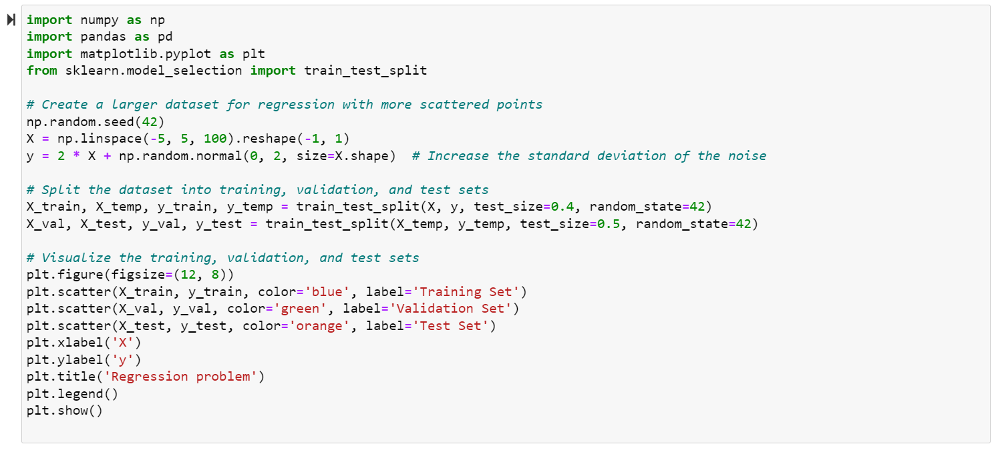 import numpy as np
import pandas as pd
import matplotlib.pyplot as plt
from sklearn.model_selection import train_test_split

# Create a larger dataset for regression with more scattered points
np.random.seed(42)
X = np.linspace(-5, 5, 100).reshape(-1, 1)
y = 2 * X + np.random.normal(0, 2, size=X.shape)  # Increase the standard deviation of the noise

# Split the dataset into training, validation, and test sets
X_train, X_temp, y_train, y_temp = train_test_split(X, y, test_size=0.4, random_state=42)
X_val, X_test, y_val, y_test = train_test_split(X_temp, y_temp, test_size=0.5, random_state=42)

# Visualize the training, validation, and test sets
plt.figure(figsize=(12, 8))
plt.scatter(X_train, y_train, color='blue', label='Training Set')
plt.scatter(X_val, y_val, color='green', label='Validation Set')
plt.scatter(X_test, y_test, color='orange', label='Test Set')
plt.xlabel('X')
plt.ylabel('y')
plt.title('Regression problem')
plt.legend()
plt.show()